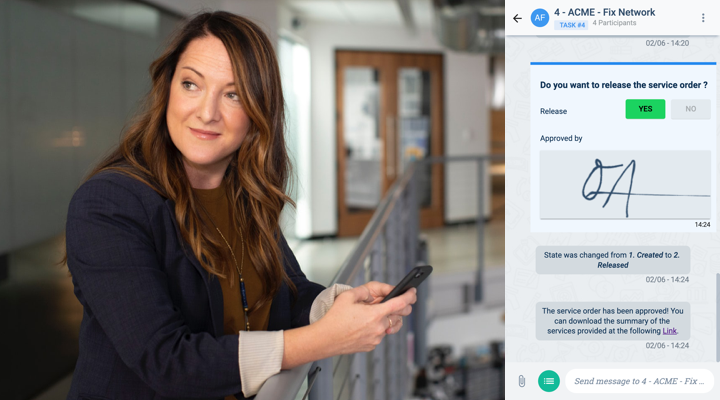 4 - ACME - Fix Network
AF
TASK #4
4 Participants
02/06 - 14:20
Do you want to release the service order ?
Release
YES
NO
Approved by
14:24
State was changed from 1. Created to 2.
Released
02/06 - 14:24
The service order has been approved! You
can download the summary of the
services provided at the following Link.
02/06 - 14:24
Send message to 4 - ACME - Fix ...